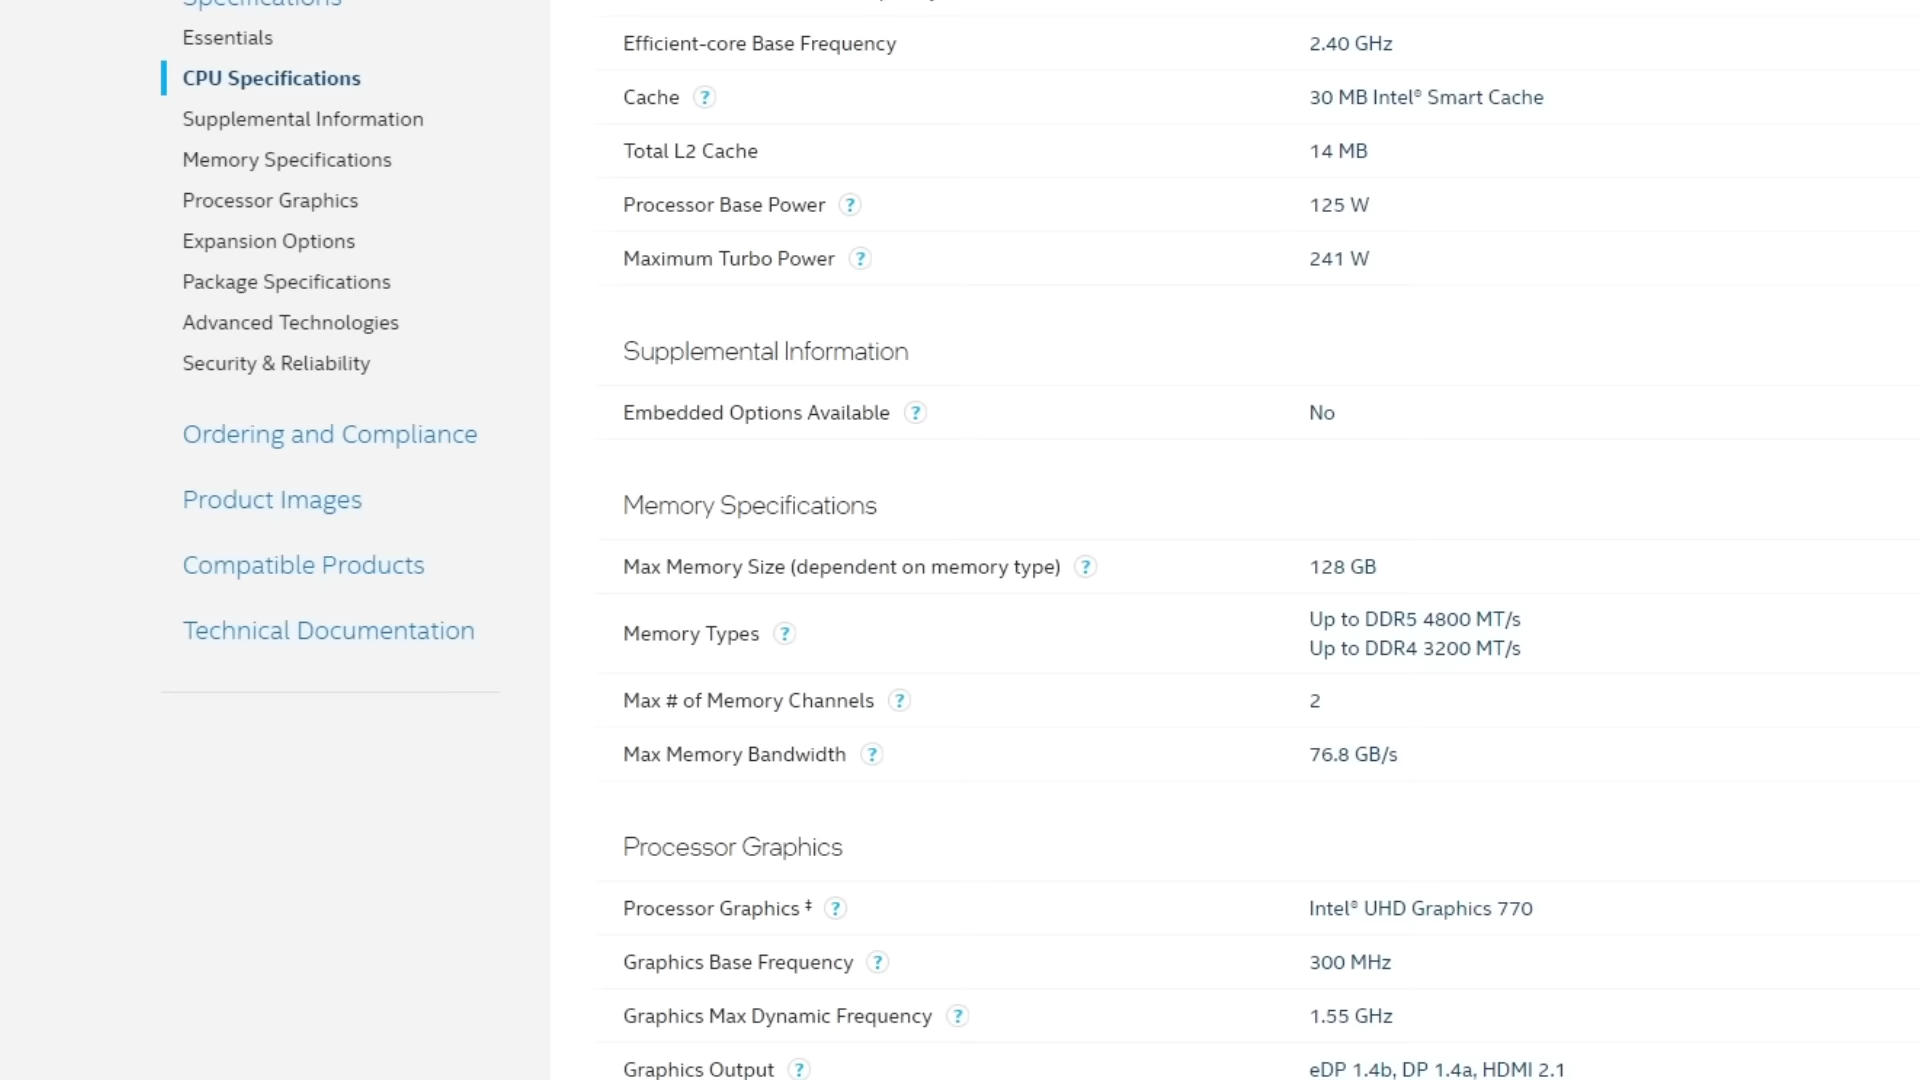 Specifications
Essentials
CPU Specifications
Supplemental Information
Memory Specifications
Processor Graphics
Expansion Options
Package Specifications
Advanced Technologies
Security & Reliability
Ordering and Compliance
Product Images
Compatible Products
Technical Documentation
Efficient-core Base Frequency 2.40 GHz
Cache ? 30 MB Intel® Smart Cache
Total L2 Cache 14 MB
Processor Base Power ? 125 W
Maximum Turbo Power ? 241 W
Supplemental Information
Embedded Options Available ? No
Memory Specifications
Max Memory Size (dependent on memory type) ? 128 GB
Memory Types ? Up to DDR5 4800 MT/s
Up to DDR4 3200 MT/s
Max # of Memory Channels ? 2
Max Memory Bandwidth ? 76.8 GB/s
Processor Graphics
Processor Graphics ‡ ? Intel® UHD Graphics 770
Graphics Base Frequency ? 300 MHz
Graphics Max Dynamic Frequency ? 1.55 GHz
Graphics Output ? eDP 1.4b, DP 1.4a, HDMI 2.1